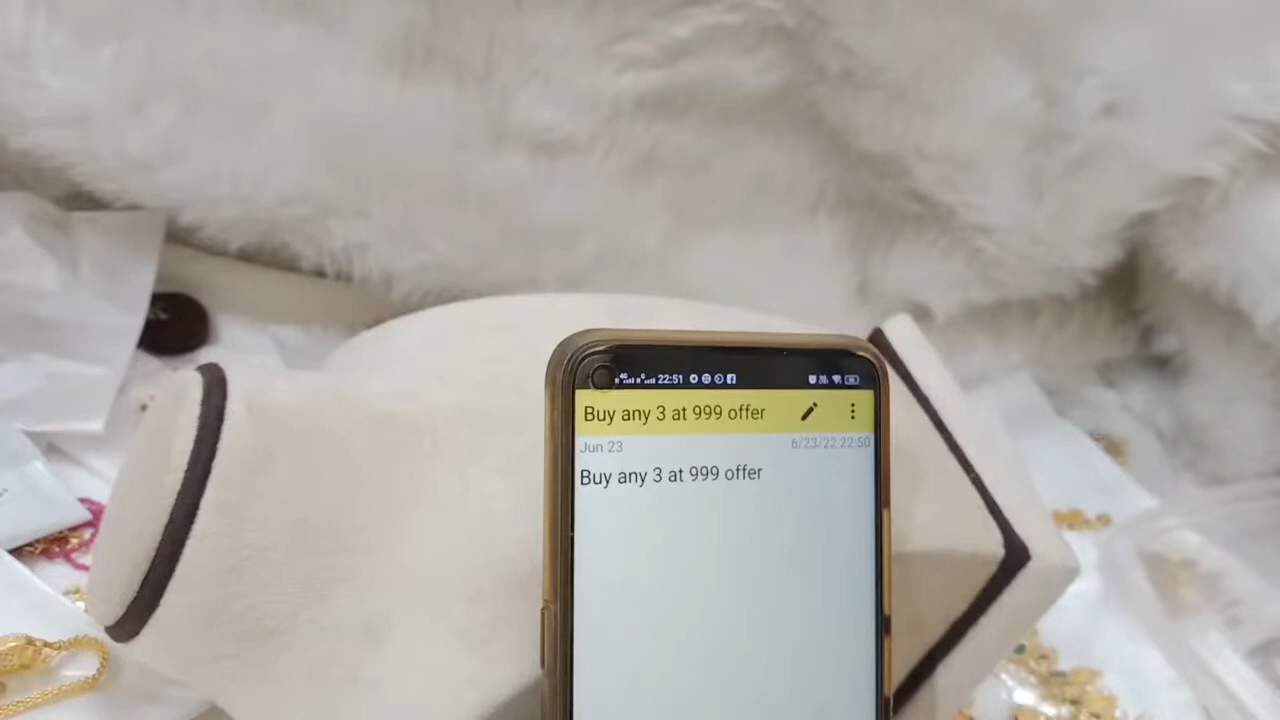 22:51
Buy any 3 at 999 offer
Jun 23 6/23/22 22:50
Buy any 3 at 999 offer